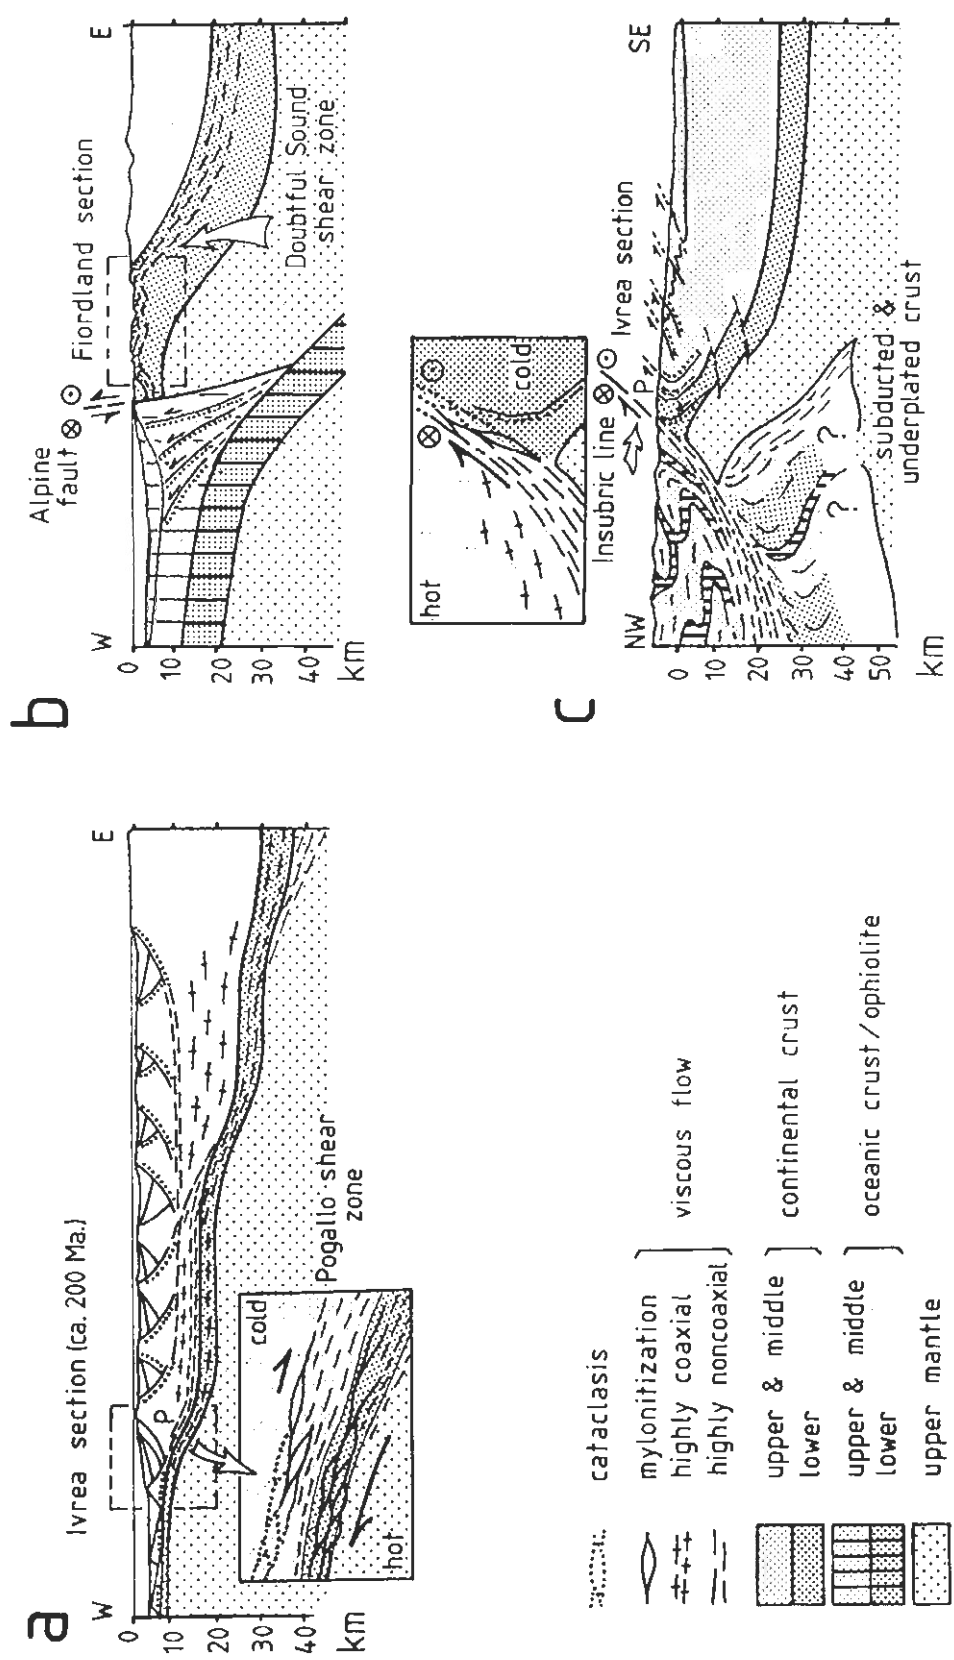 a
Ivrea section (ca. 200 Ma.)
W
E
0
10
20
30
km
P
cold
hot
Pogallo shear
zone
b
Alpine
fault
Fiordland section
W
E
0
10
20
30
40
km
Doubtful Sound
shear zone
hot
cold
c
Insubric line
Ivrea section
P
NW
SE
0
10
20
30
40
50
km
?
?
subducted &
underplated crust
cataclasis
mylonitization
highly coaxial
highly noncoaxial
viscous flow
upper & middle
lower
continental crust
upper & middle
lower
oceanic crust/ophiolite
upper mantle